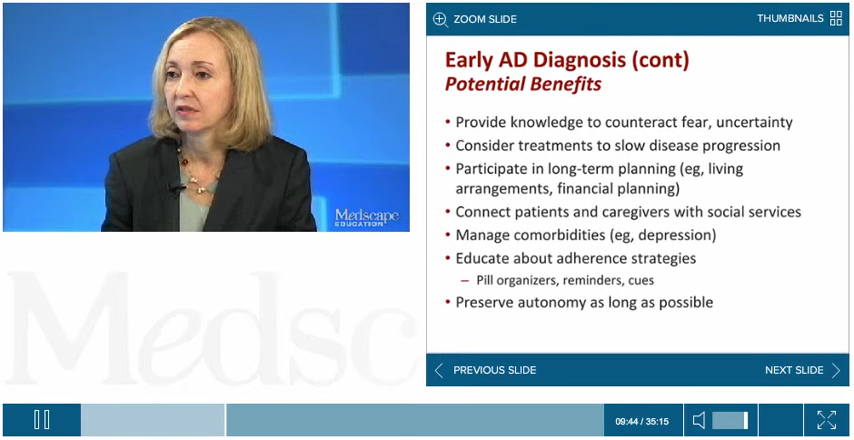 Medscape
EDUCATION
ZOOM SLIDE
THUMBNAILS
Early AD Diagnosis (cont)
Potential Benefits
• Provide knowledge to counteract fear, uncertainty
• Consider treatments to slow disease progression
• Participate in long-term planning (eg, living
arrangements, financial planning)
• Connect patients and caregivers with social services
• Manage comorbidities (eg, depression)
• Educate about adherence strategies
– Pill organizers, reminders, cues
• Preserve autonomy as long as possible
Medsc
PREVIOUS SLIDE
NEXT SLIDE
09:44 / 35:15